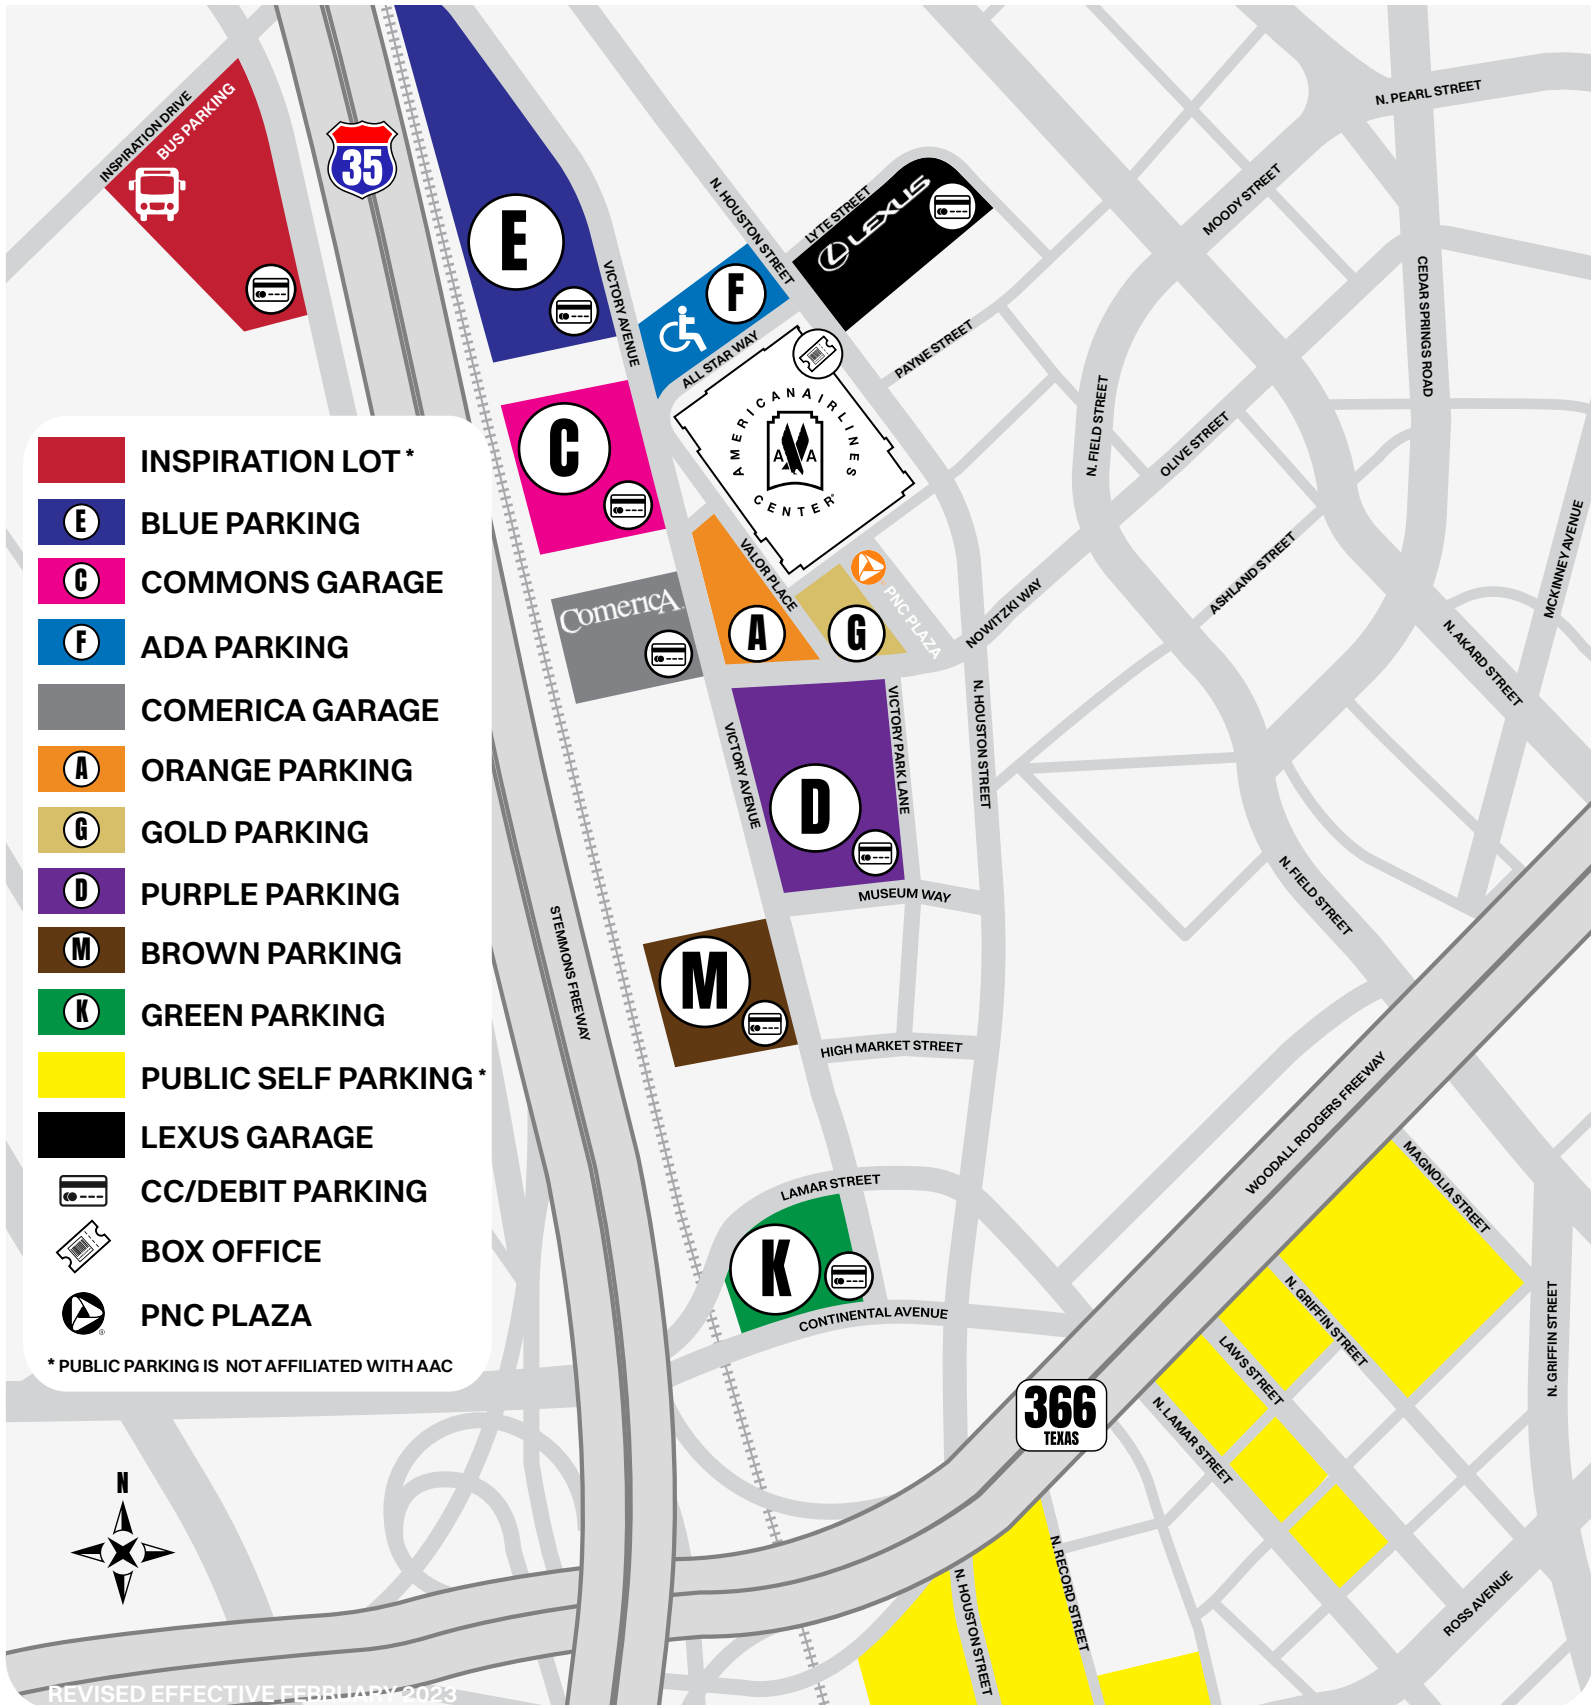 INSPIRATION DRIVE
BUS PARKING
35
N. PEARL STREET
E
N. HOUSTON STREET
LYTE STREET
LEXUS
MOODY STREET
VICTORY AVENUE
F
ALL STAR WAY
PAYNE STREET
CEDAR SPRINGS ROAD
C
AMERICAN AIRLINES
AA
CENTER®
N. FIELD STREET
OLIVE STREET
MCKINNEY AVENUE
ASHLAND STREET
ComericA
VALOR PLACE
A
G
PNC PLAZA
NOWITZKI WAY
N. AKARD STREET
N. HOUSTON STREET
VICTORY PARK LANE
VICTORY AVENUE
D
MUSEUM WAY
N. FIELD STREET
STEMMONS FREEWAY
M
HIGH MARKET STREET
WOODALL RODGERS FREEWAY
LAMAR STREET
K
CONTINENTAL AVENUE
MAGNOLIA STREET
N. GRIFFIN STREET
N. GRIFFIN STREET
LAWS STREET
N. LAMAR STREET
366
TEXAS
N. RECORD STREET
N. HOUSTON STREET
ROSS AVENUE
INSPIRATION LOT *
E BLUE PARKING
C COMMONS GARAGE
F ADA PARKING
COMERICA GARAGE
A ORANGE PARKING
G GOLD PARKING
D PURPLE PARKING
M BROWN PARKING
K GREEN PARKING
PUBLIC SELF PARKING *
LEXUS GARAGE
CC/DEBIT PARKING
BOX OFFICE
® PNC PLAZA
* PUBLIC PARKING IS NOT AFFILIATED WITH AAC
N
REVISED EFFECTIVE FEBRUARY 2023